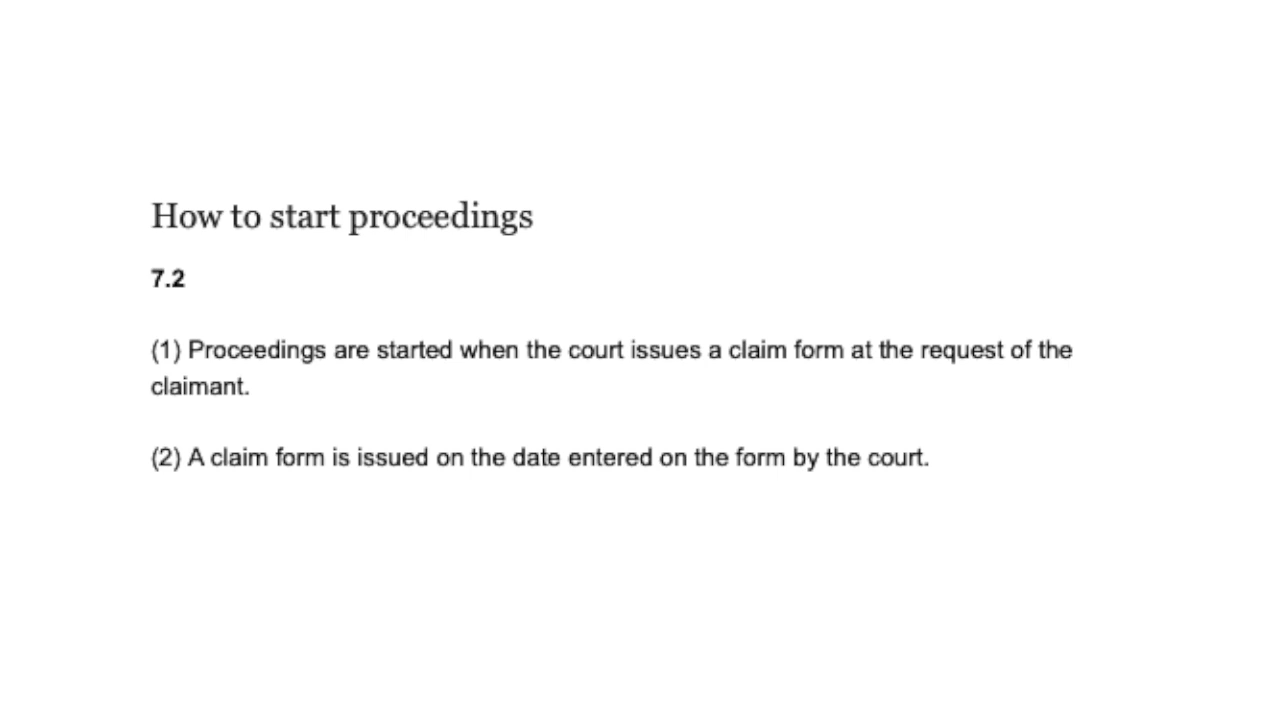 How to start proceedings
7.2
(1) Proceedings are started when the court issues a claim form at the request of the
claimant.
(2) A claim form is issued on the date entered on the form by the court.